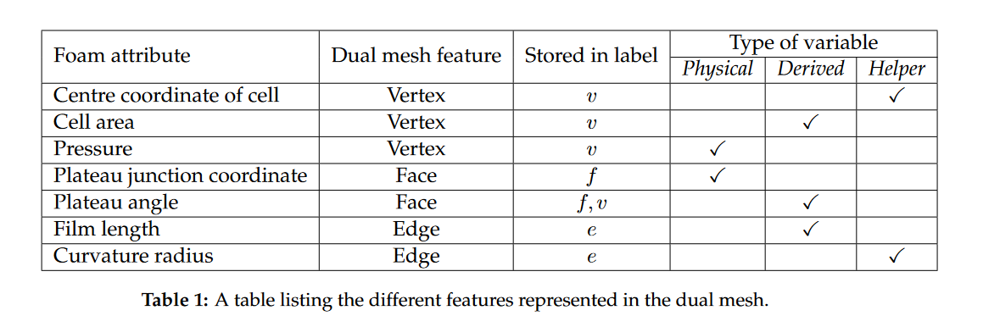 Foam attribute Dual mesh feature Stored in label Type of variable
Physical Derived Helper
Centre coordinate of cell Vertex v ✓
Cell area Vertex v ✓
Pressure Vertex v ✓
Plateau junction coordinate Face f ✓
Plateau angle Face f, v ✓
Film length Edge e ✓
Curvature radius Edge e ✓
Table 1: A table listing the different features represented in the dual mesh.